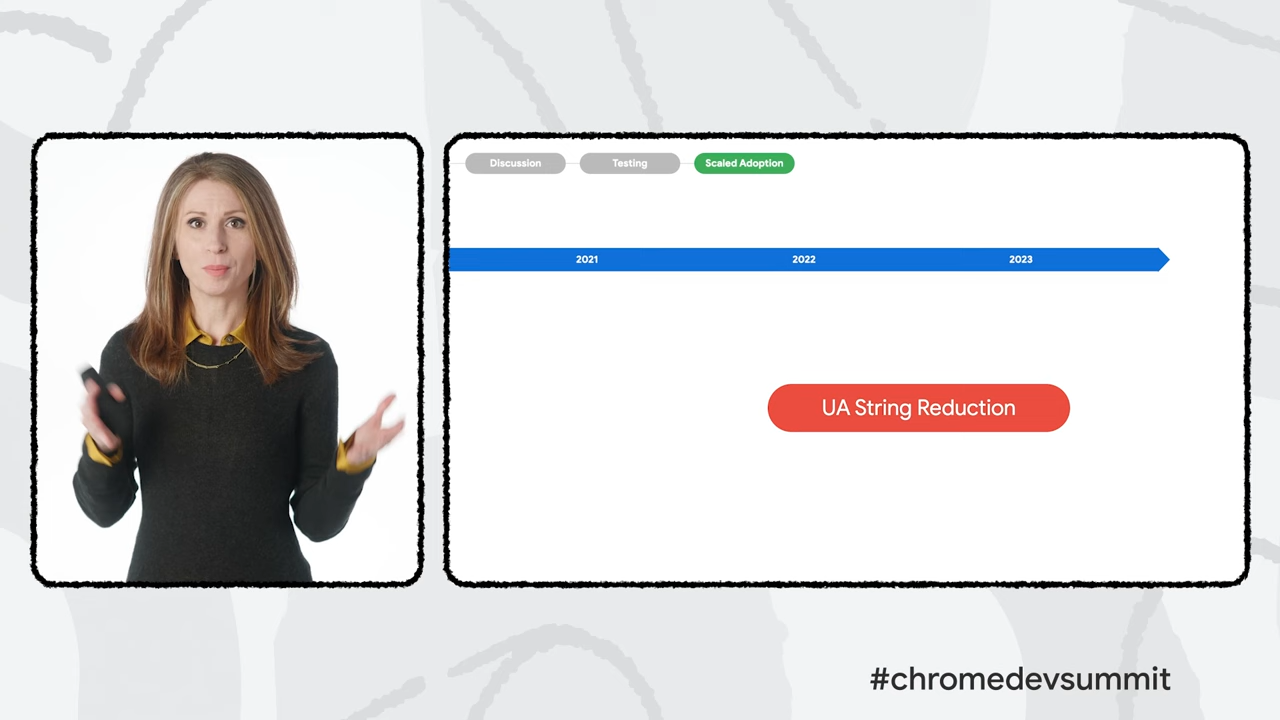 Discussion
Testing
Scaled Adoption
2021
2022
2023
UA String Reduction
#chromedevsummit